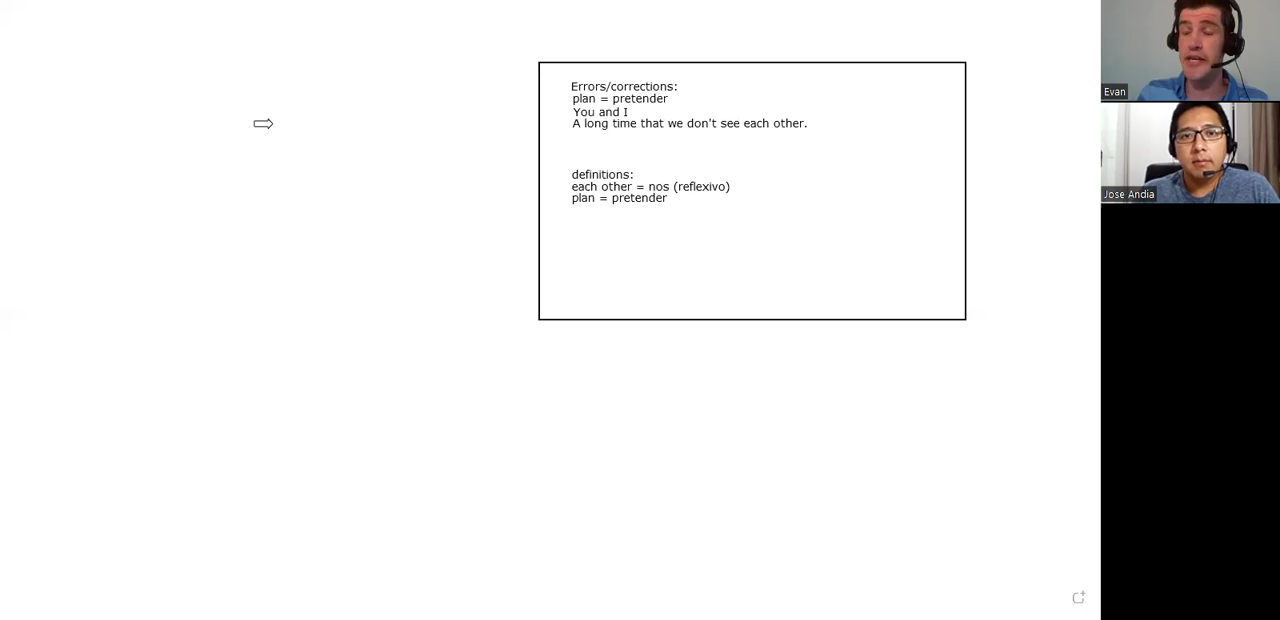 Errors/corrections:
plan = pretender
You and I
A long time that we don't see each other.
definitions:
each other = nos (reflexivo)
plan = pretender
Evan
Jose Andia